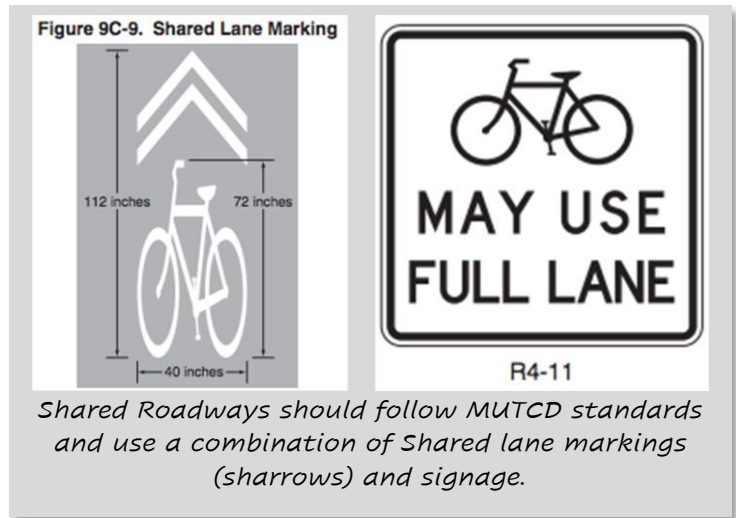 Figure 9C-9. Shared Lane Marking
112 inches
72 inches
40 inches
MAY USE
FULL LANE
R4-11
Shared Roadways should follow MUTCD standards
and use a combination of Shared lane markings
(sharrows) and signage.